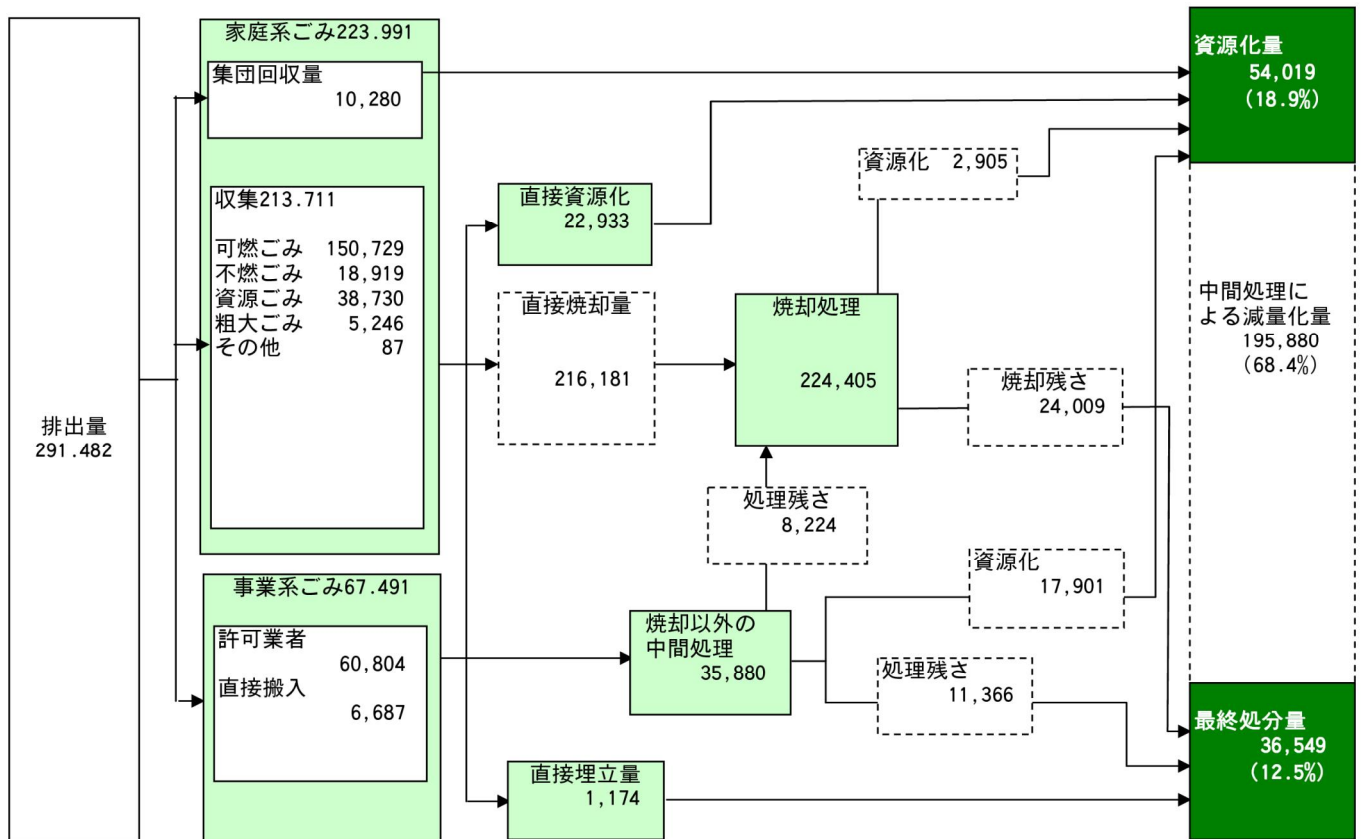 排出量
291.482
家庭系ごみ223.991
集団回収量
10,280
収集213.711
可燃ごみ 150,729
不燃ごみ 18,919
資源ごみ 38,730
粗大ごみ 5,246
その他 87
事業系ごみ67.491
許可業者
60,804
直接搬入
6,687
直接資源化
22,933
直接焼却量
216,181
焼却処理
224,405
資源化 2,905
焼却残さ
24,009
処理残さ
8,224
焼却以外の
中間処理
35,880
資源化
17,901
処理残さ
11,366
直接埋立量
1,174
資源化量
54,019
(18.9%)
中間処理に
よる減量化量
195,880
(68.4%)
最終処分量
36,549
(12.5%)